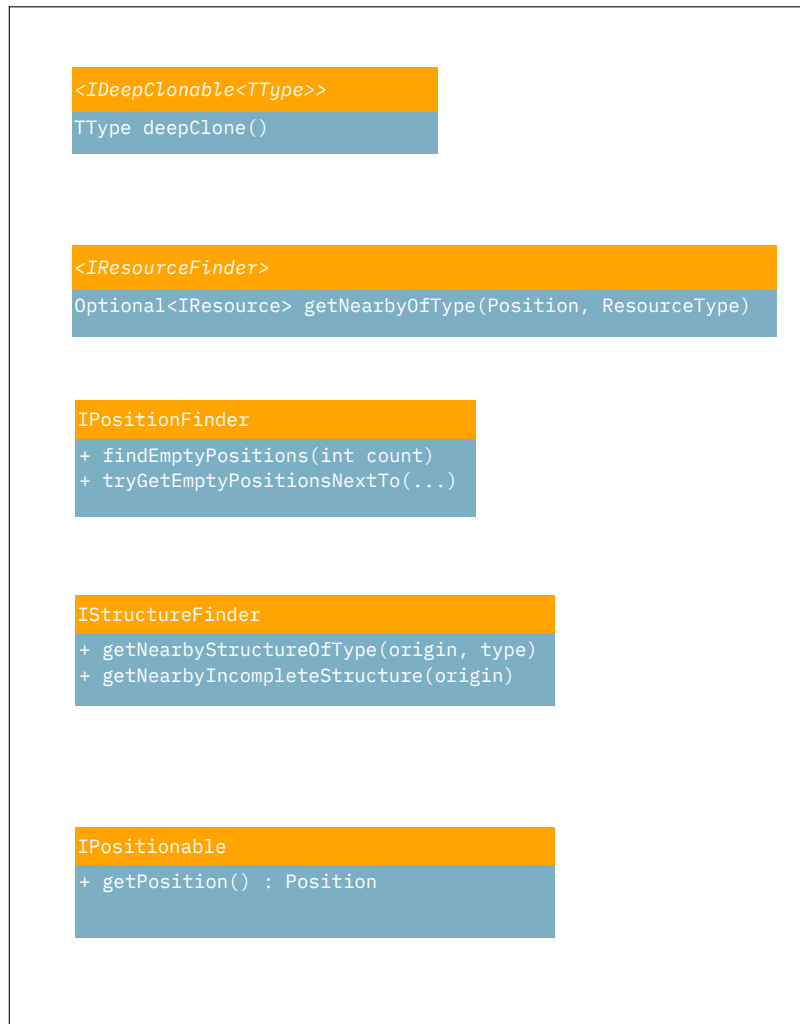 <IDeepClonable<TType>>
TType deepClone()
<IResourceFinder>
Optional<IResource> getNearbyOfType(Position, ResourceType)
IPositionFinder
+ findEmptyPositions(int count)
+ tryGetEmptyPositionsNextTo(...)
IStructureFinder
+ getNearbyStructureOfType(origin, type)
+ getNearbyIncompleteStructure(origin)
IPositionable
+ getPosition() : Position